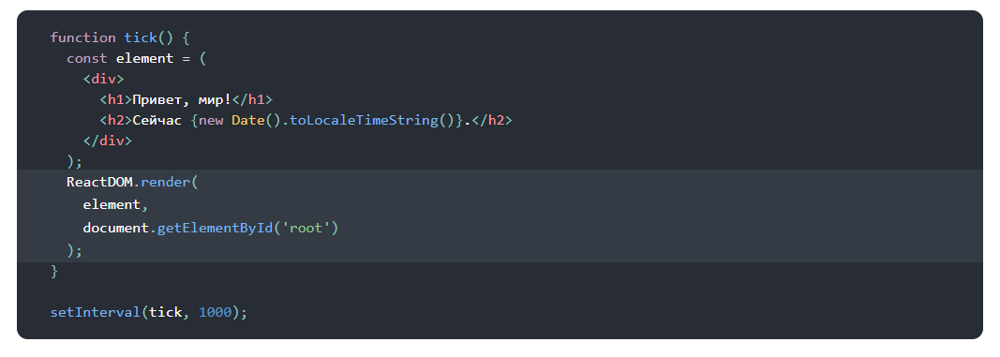 function tick() {
  const element = (
    <div>
      <h1>Привет, мир!</h1>
      <h2>Сейчас {new Date().toLocaleTimeString()}.</h2>
    </div>
  );
  ReactDOM.render(
    element,
    document.getElementById('root')
  );
}

setInterval(tick, 1000);